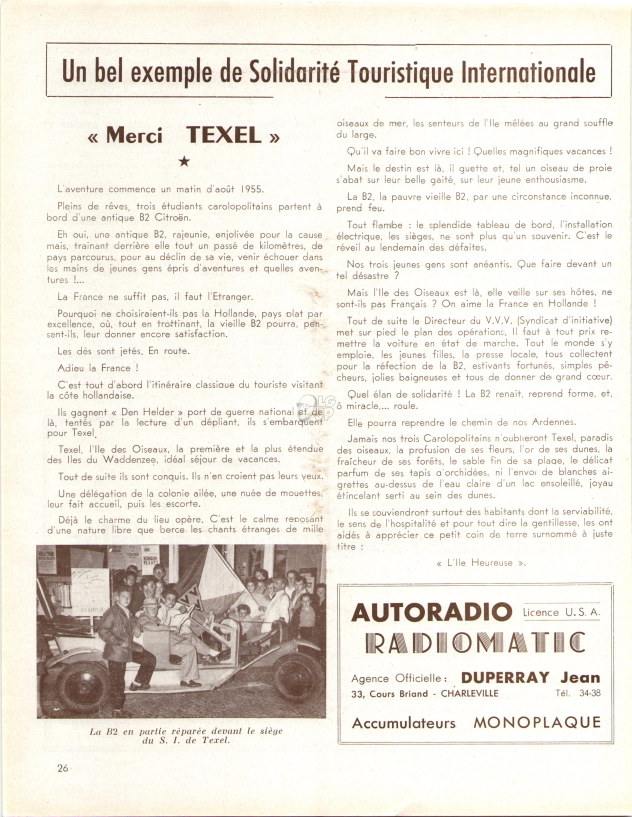 Un bel exemple de Solidarité Touristique Internationale
« Merci TEXEL »
★
L'aventure commence un matin d'août 1955.
Pleins de rêves, trois étudiants carolopolitains partent à
bord d'une antique B2 Citroën.
Eh oui, une antique B2, rajeunie, enjolivée pour la cause
mais, trainant derrière elle tout un passé de kilomètres, de
pays parcourus, pour au déclin de sa vie, venir échouer dans
les mains de jeunes gens épris d'aventures et quelles aven-
tures !...
La France ne suffit pas, il faut l'Etranger.
Pourquoi ne choisiraient-ils pas la Hollande, pays plat par
excellence, où, tout en trottinant, la vieille B2 pourra, pen-
sent-ils, leur donner encore satisfaction.
Les dés sont jetés, En route.
Adieu la France !
C'est tout d'abord l'itinéraire classique du touriste visitant
la côte hollandaise.
Ils gagnent « Den Helder » port de guerre national et de
là, tentés par la lecture d'un dépliant, ils s'embarquent
pour Texel.
Texel, l'Ile des Oiseaux, la première et la plus étendue
des Iles du Waddenzee, idéal séjour de vacances.
Tout de suite ils sont conquis. Ils n'en croient pas leurs yeux.
Une délégation de la colonie ailée, une nuée de mouettes,
leur fait accueil, puis les escorte.
Déjà le charme du lieu opère, C'est le calme reposant
d'une nature libre que berce les chants étranges de mille
La B2 en partie réparée devant le siège
du S. I. de Texel.
26
oiseaux de mer, les senteurs de l'Ile mêlées au grand souffle
du large.
Qu'il va faire bon vivre ici ! Quelles magnifiques vacances !
Mais le destin est là, il guette et, tel un oiseau de proie
s'abat sur leur belle gaité, sur leur jeune enthousiasme.
La B2, la pauvre vieille B2, par une circonstance inconnue,
prend feu.
Tout flambe : le splendide tableau de bord, l'installation
électrique, les sièges, ne sont plus qu'un souvenir. C'est le
réveil au lendemain des défaites.
Nos trois jeunes gens sont anéantis. Que faire devant un
tel désastre ?
Mais l'Ile des Oiseaux est là, elle veille sur ses hôtes, ne
sont-ils pas Français ? On aime la France en Hollande !
Tout de suite le Directeur du V.V.V. (Syndicat d'initiative)
met sur pied le plan des opérations, Il faut à tout prix re-
mettre la voiture en état de marche. Tout le monde s'y
emploie, les jeunes filles, la presse locale, tous collectent
pour la réfection de la B2, estivants fortunés, simples pê-
cheurs, jolies baigneuses et tous de donner de grand cœur.
Quel élan de solidarité ! La B2 renait, reprend forme, et,
ô miracle.... roule.
Elle pourra reprendre le chemin de nos Ardennes.
Jamais nos trois Carolopolitains n'oublieront Texel, paradis
des oiseaux, la profusion de ses fleurs, l'or de ses dunes, la
fraîcheur de ses forêts, le sable fin de sa plage, le délicat
parfum de ses tapis d'orchidées, ni l'envoi de blanches ai-
grettes au-dessus de l'eau claire d'un lac ensoleillé, joyau
étincelant serti au sein des dunes.
Ils se souviendront surtout des habitants dont la serviabilité,
le sens de l'hospitalité et pour tout dire la gentillesse, les ont
aidés à apprécier ce petit coin de terre surnommé à juste
titre :
« L'Ile Heureuse ».
AUTORADIO Licence U.S.A.
RADIOMATIC
Agence Officielle : DUPERRAY Jean
33, Cours Briand - CHARLEVILLE Tél. 34-38
Accumulateurs MONOPLAQUE